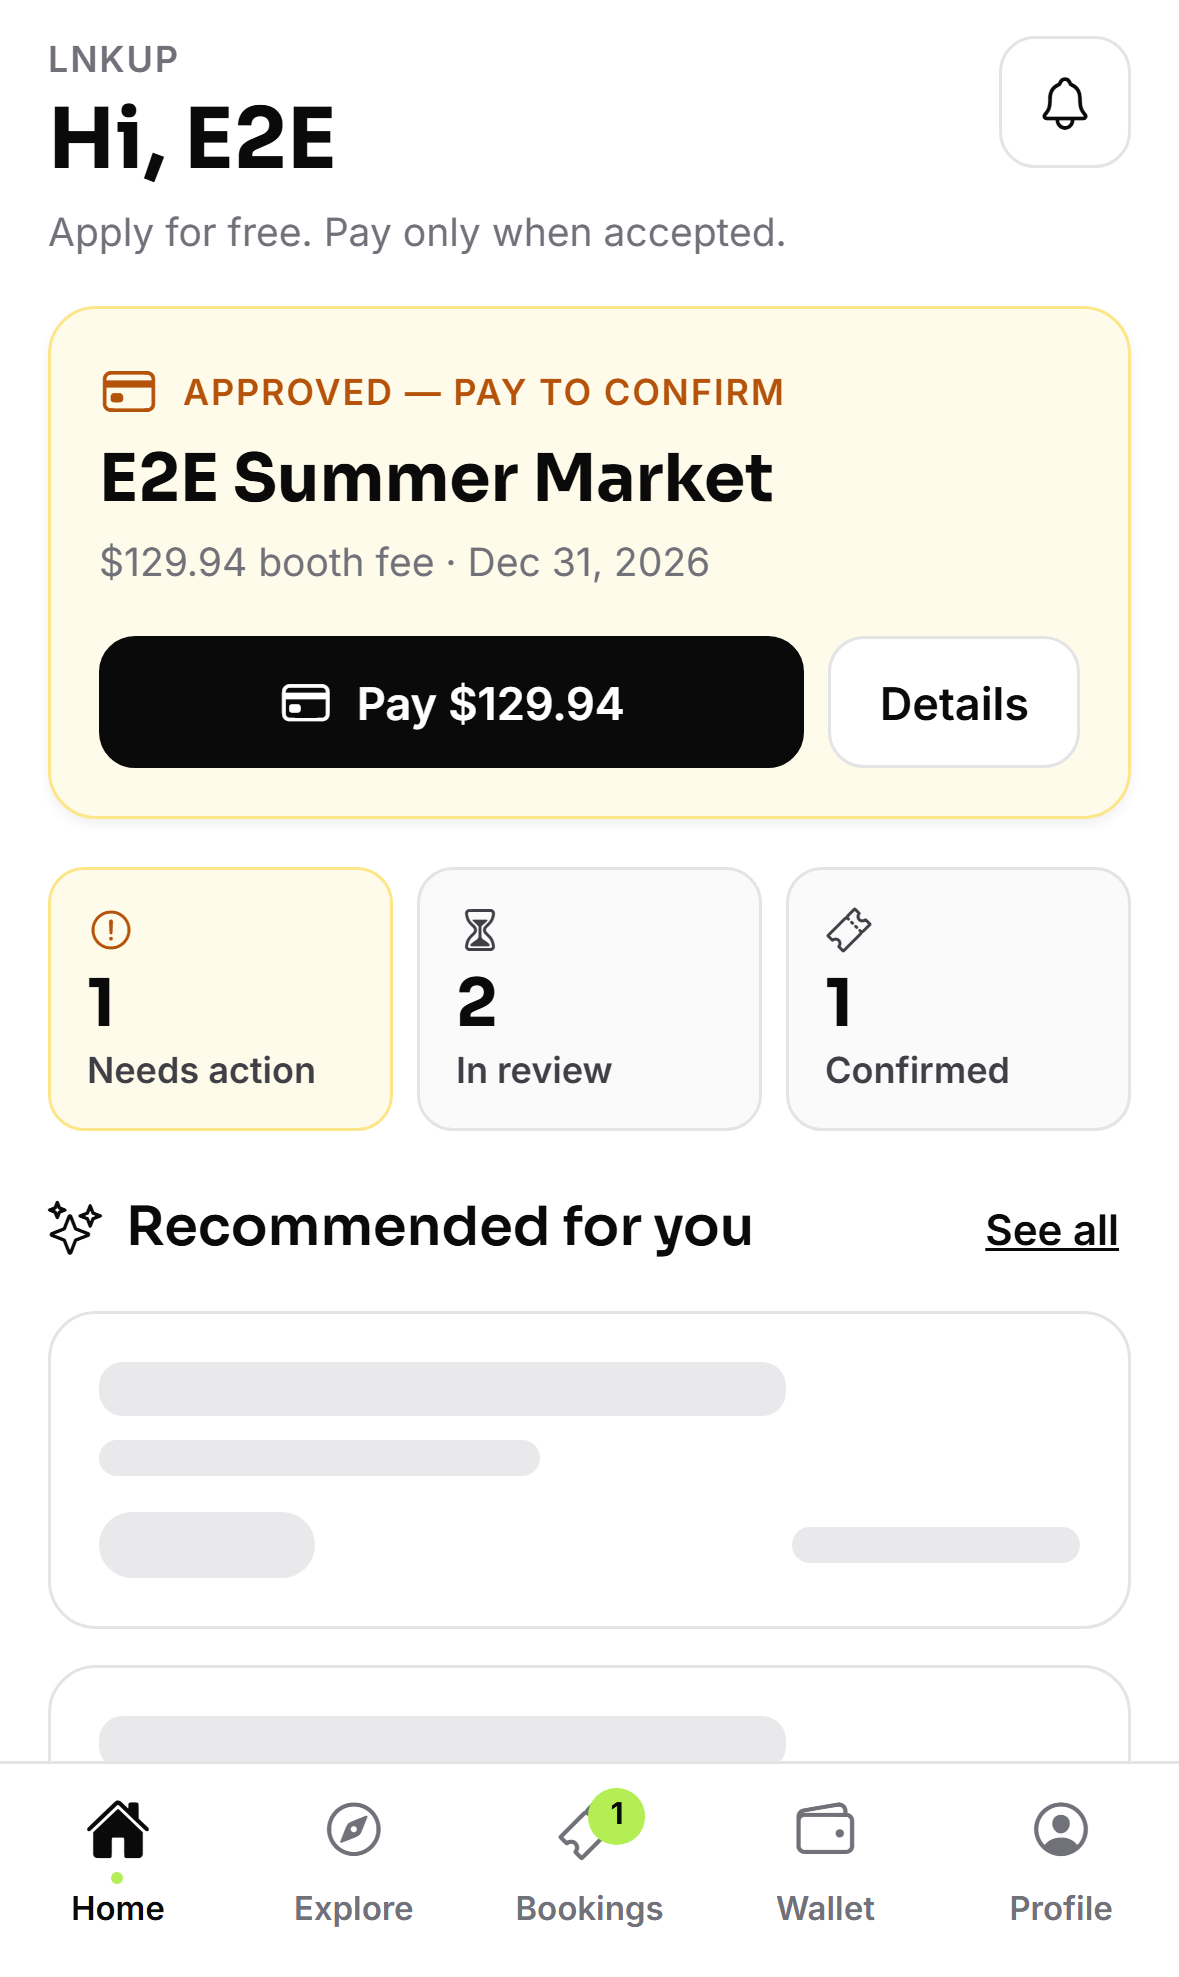 LNKUP
Hi, E2E
Apply for free. Pay only when accepted.
APPROVED — PAY TO CONFIRM
E2E Summer Market
$129.94 booth fee · Dec 31, 2026
Pay $129.94
Details
1
Needs action
2
In review
1
Confirmed
Recommended for you
See all
1
Home
Explore
Bookings
Wallet
Profile